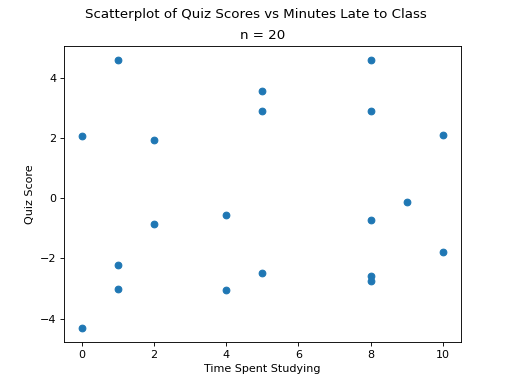 Scatterplot of Quiz Scores vs Minutes Late to Class
n = 20
4
2
0
−2
−4
Quiz Score
0 2 4 6 8 10
Time Spent Studying